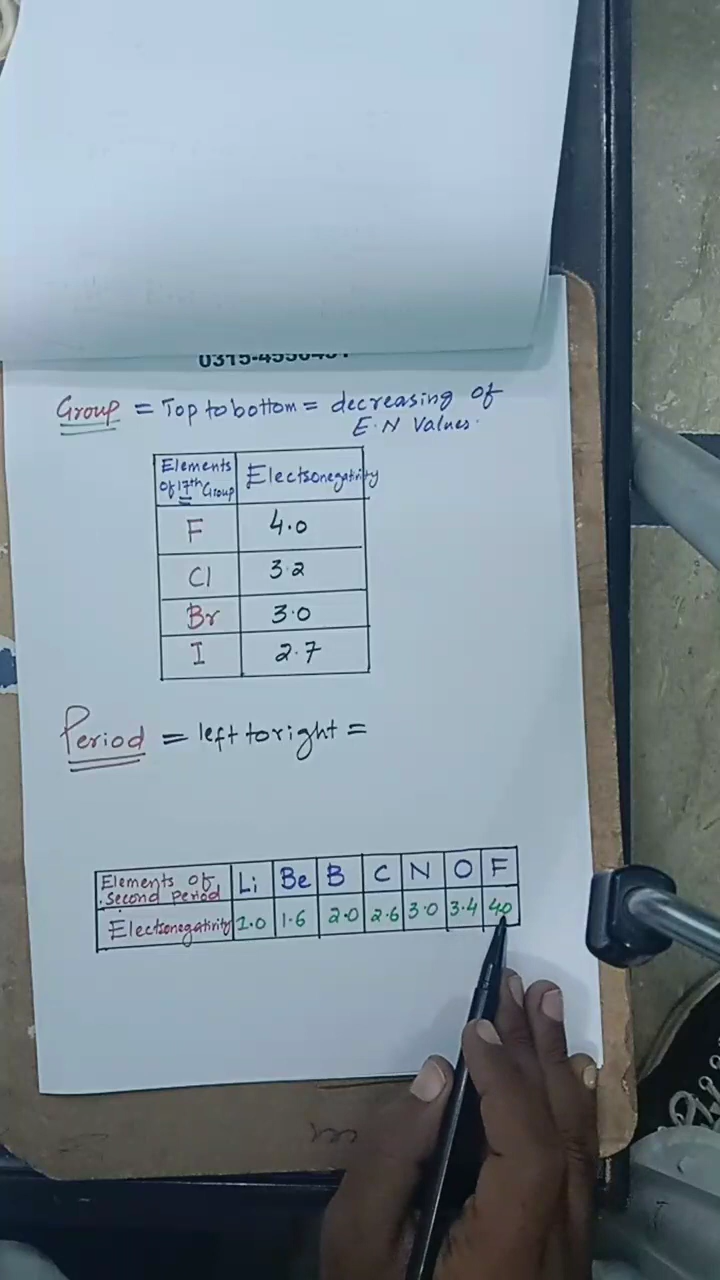 Group = Top to bottom = decreasing of
E.N Values.
Elements Of 17th Group Electsonegativity
F 4.0
Cl 3.2
Br 3.0
I 2.7
Period = left to right =
Elements of second Period Li Be B C N O F
Electsonegativity 1.0 1.6 2.0 2.6 3.0 3.4 4.0